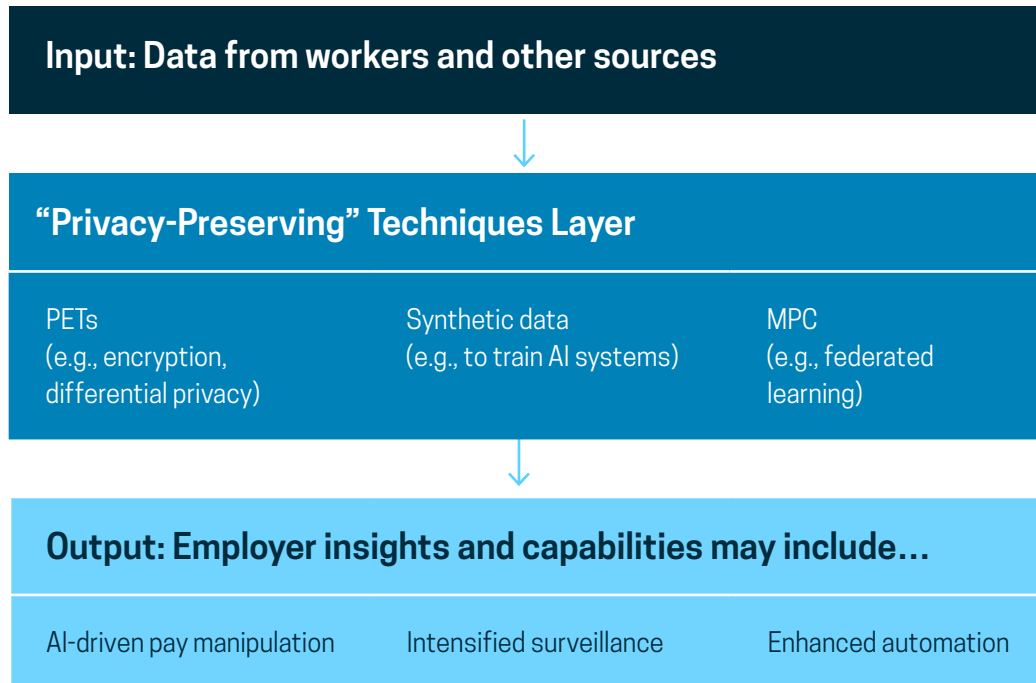 Input: Data from workers and other sources
“Privacy-Preserving” Techniques Layer
PETs
(e.g., encryption,
differential privacy)
Synthetic data
(e.g., to train AI systems)
MPC
(e.g., federated
learning)
Output: Employer insights and capabilities may include…
AI-driven pay manipulation
Intensified surveillance
Enhanced automation